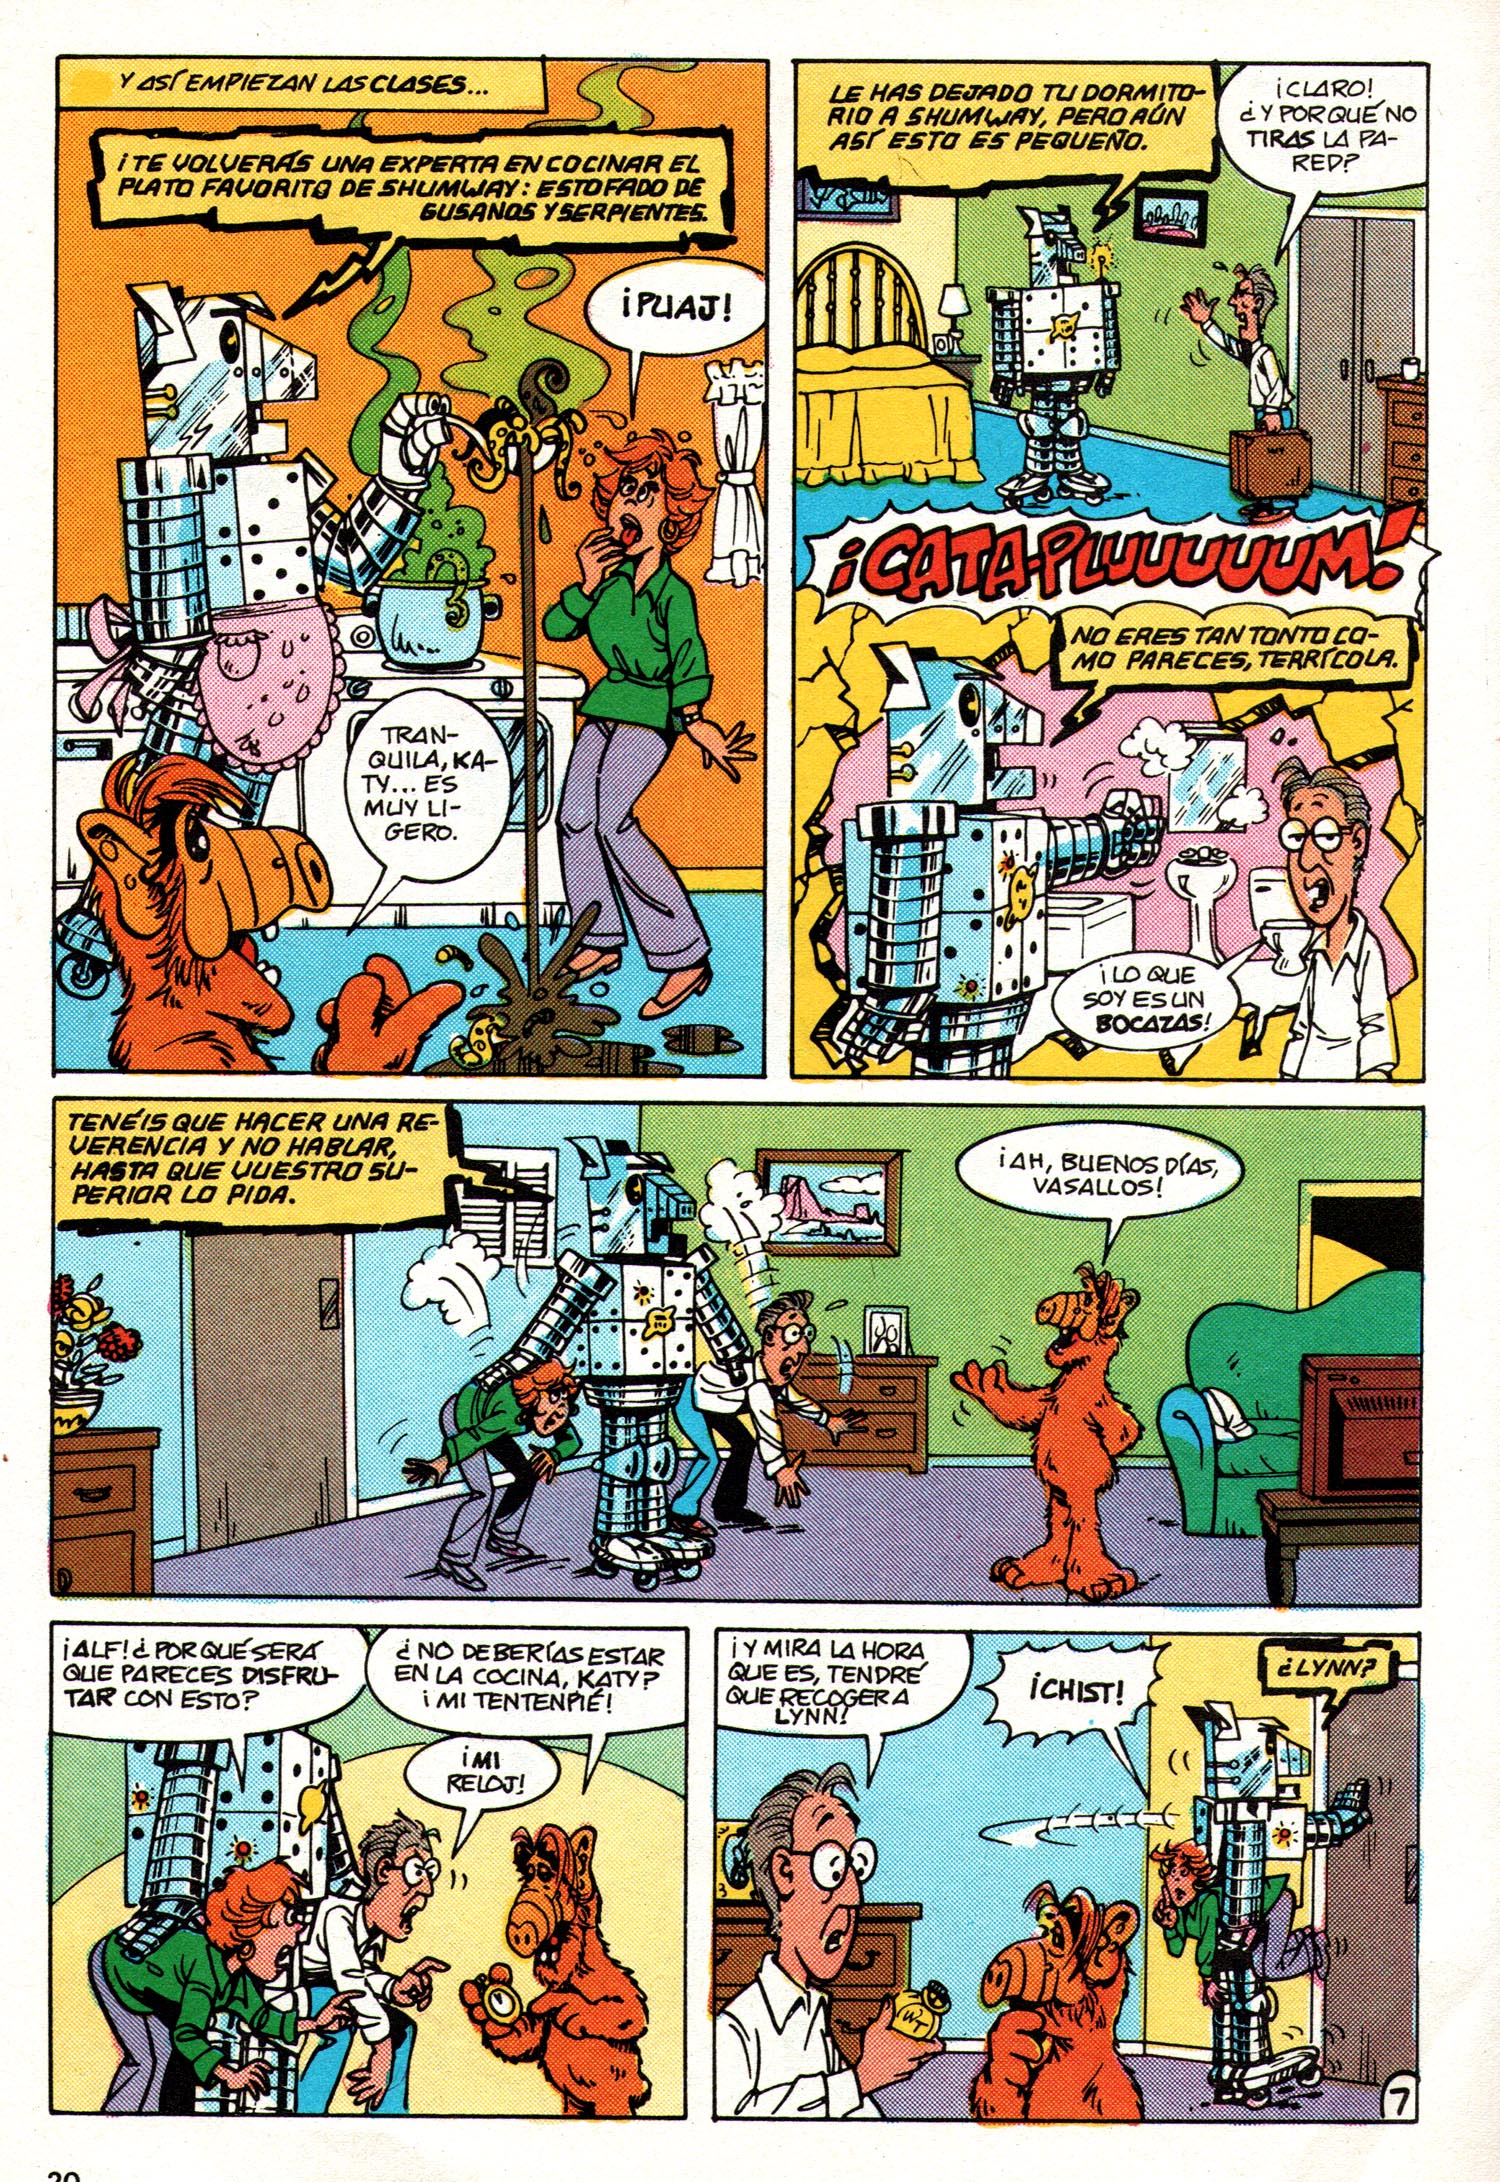 Y ASÍ EMPIEZAN LAS CLASES...
¡TE VOLVERÁS UNA EXPERTA EN COCINAR EL
PLATO FAVORITO DE SHUMWAY: ESTOFADO DE
GUSANOS Y SERPIENTES.
¡PUAJ!
TRAN-
QUILA, KA-
TY... ES
MUY LI-
GERO.
LE HAS DEJADO TU DORMITO-
RIO A SHUMWAY, PERO AÚN
ASÍ ESTO ES PEQUEÑO.
¡CLARO!
¿Y POR QUÉ NO
TIRAS LA PA-
RED?
¡CATA-PLUUUUUUM!
NO ERES TAN TONTO CO-
MO PARECES, TERRÍCOLA.
¡LO QUE
SOY ES UN
BOCAZAS!
TENÉIS QUE HACER UNA RE-
VERENCIA Y NO HABLAR,
HASTA QUE VUESTRO SU-
PERIOR LO PIDA.
¡AH, BUENOS DÍAS,
VASALLOS!
¡ALF! ¿POR QUÉ SERÁ
QUE PARECES DISFRU-
TAR CON ESTO?
¿NO DEBERÍAS ESTAR
EN LA COCINA, KATY?
¡MI TENTENPIÉ!
¡MI
RELOJ!
¡Y MIRA LA HORA
QUE ES, TENDRÉ
QUE RECOGER A
LYNN!
¡CHIST!
¿LYNN?
WT
7
20